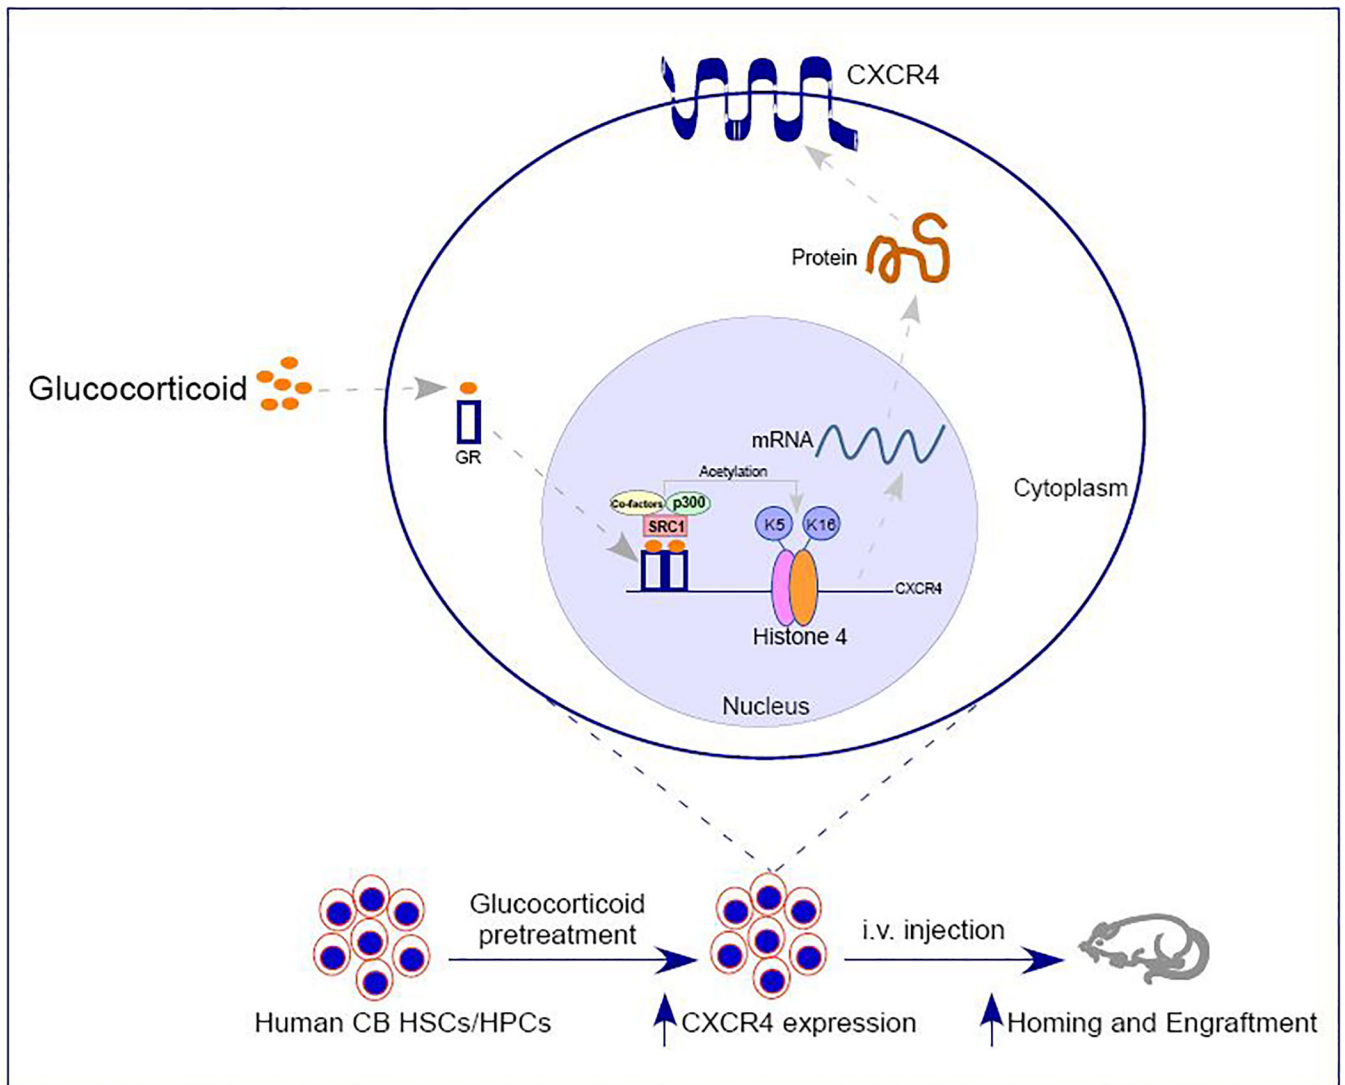 CXCR4
Protein
Glucocorticoid
GR
mRNA
Acetylation
Co-factors
p300
SRC1
K5
K16
Cytoplasm
CXCR4
Histone 4
Nucleus
Glucocorticoid
pretreatment
i.v. injection
Human CB HSCs/HPCs
CXCR4 expression
Homing and Engraftment